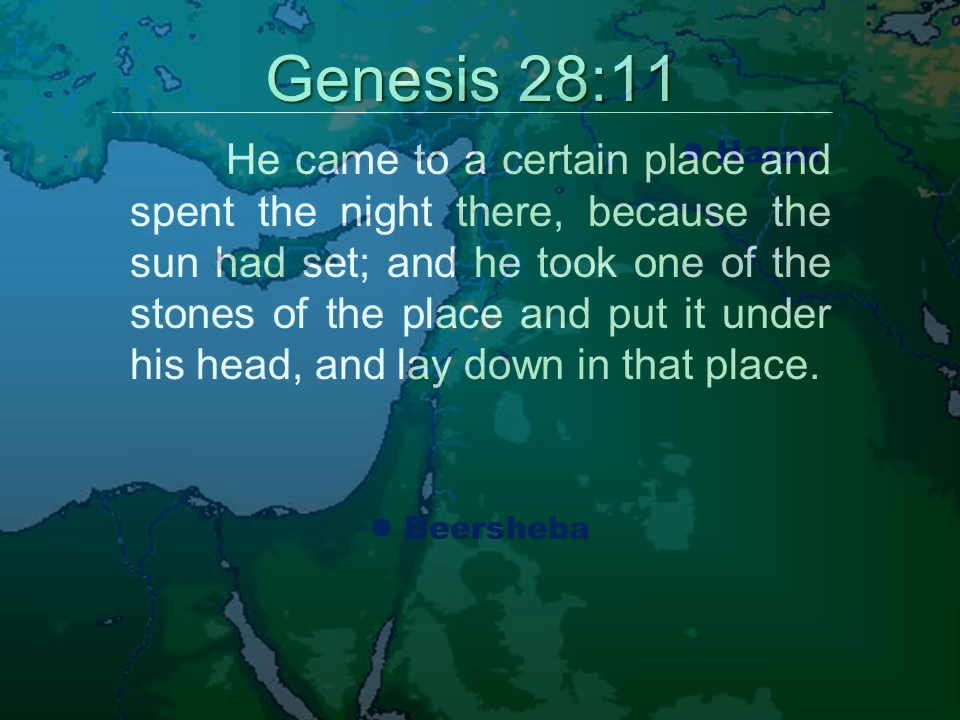 Genesis 28:11
Haran
He came to a certain place and
spent the night there, because the
sun had set; and he took one of the
stones of the place and put it under
his head, and lay down in that place.
Beersheba